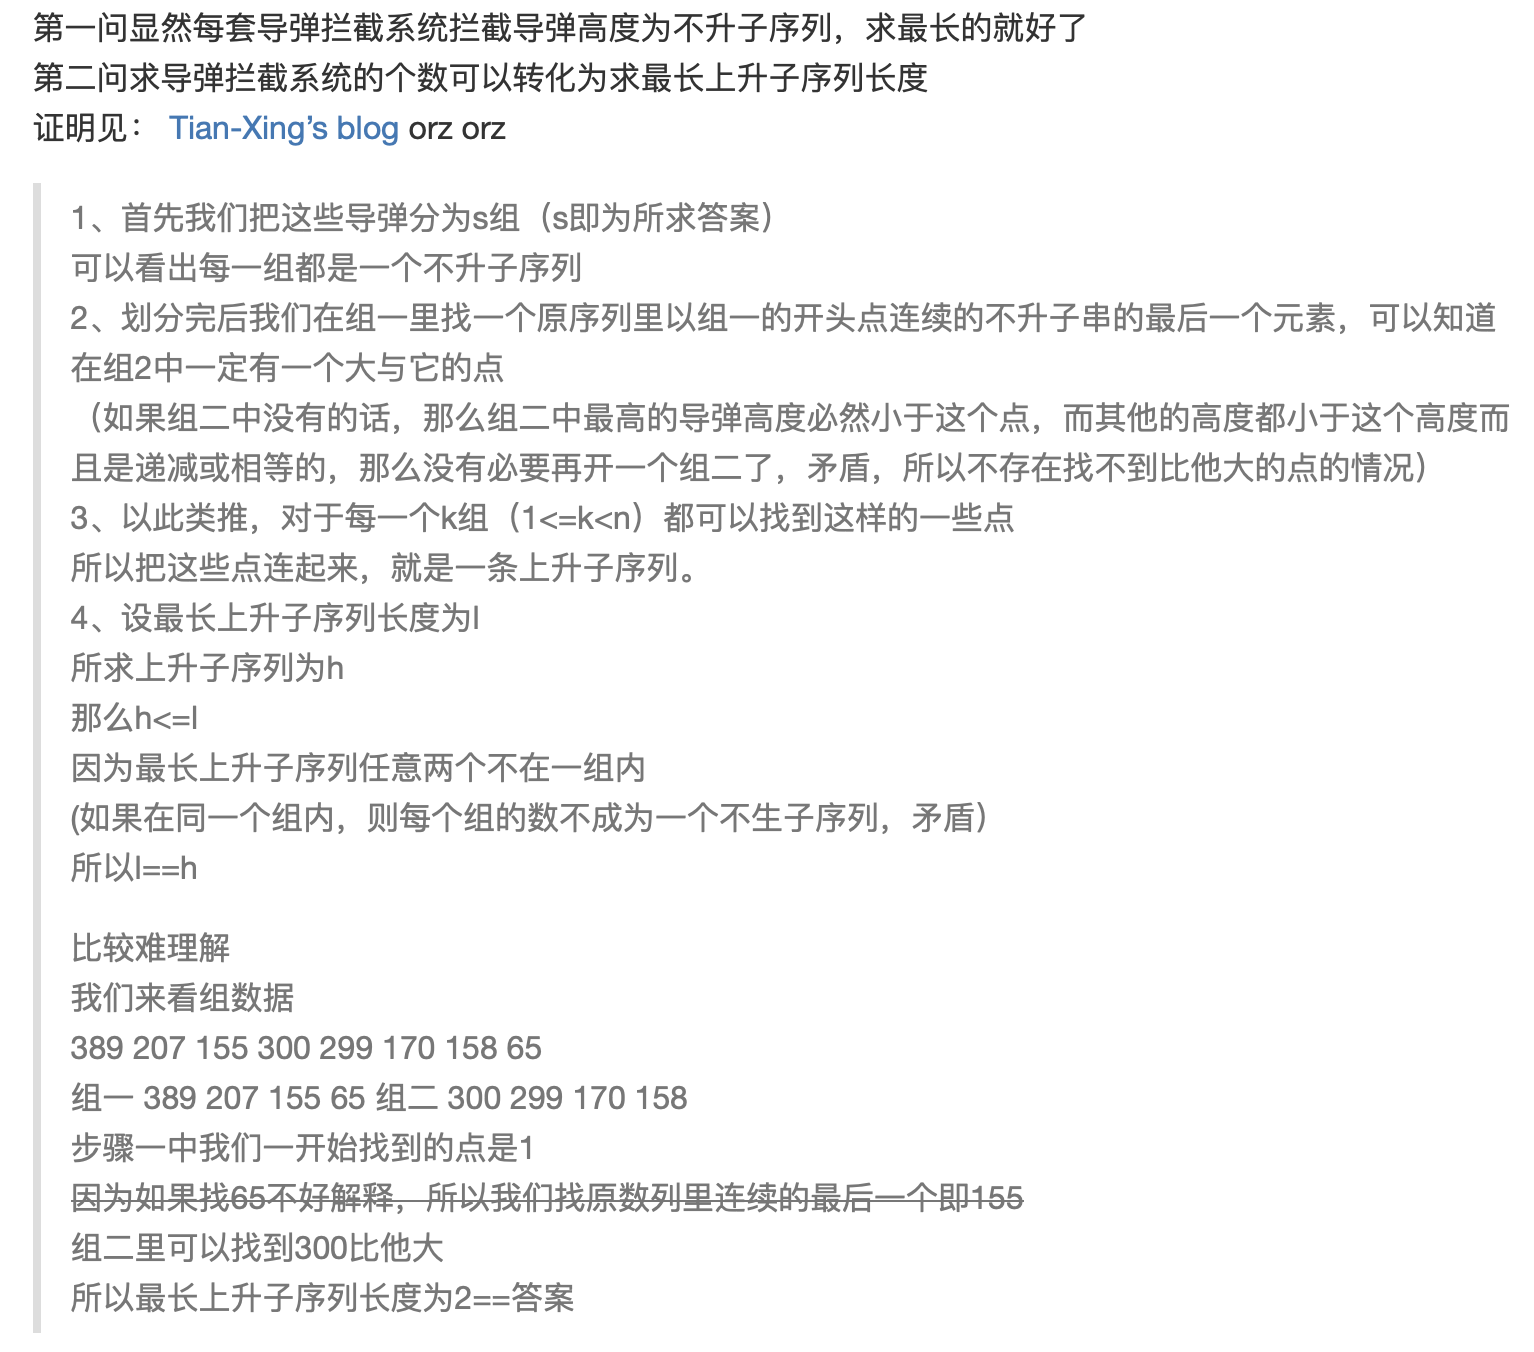 第一问显然每套导弹拦截系统拦截导弹高度为不升子序列，求最长的就好了
第二问求导弹拦截系统的个数可以转化为求最长上升子序列长度
证明见： Tian-Xing’s blog orz orz
1、首先我们把这些导弹分为s组（s即为所求答案）
可以看出每一组都是一个不升子序列
2、划分完后我们在组一里找一个原序列里以组一的开头点连续的不升子串的最后一个元素，可以知道
在组2中一定有一个大与它的点
（如果组二中没有的话，那么组二中最高的导弹高度必然小于这个点，而其他的高度都小于这个高度而
且是递减或相等的，那么没有必要再开一个组二了，矛盾，所以不存在找不到比他大的点的情况）
3、以此类推，对于每一个k组（1<=k<n）都可以找到这样的一些点
所以把这些点连起来，就是一条上升子序列。
4、设最长上升子序列长度为l
所求上升子序列为h
那么h<=l
因为最长上升子序列任意两个不在一组内
(如果在同一个组内，则每个组的数不成为一个不生子序列，矛盾）
所以l==h
比较难理解
我们来看组数据
389 207 155 300 299 170 158 65
组一 389 207 155 65 组二 300 299 170 158
步骤一中我们一开始找到的点是1
因为如果找65不好解释，所以我们找原数列里连续的最后一个即155
组二里可以找到300比他大
所以最长上升子序列长度为2==答案